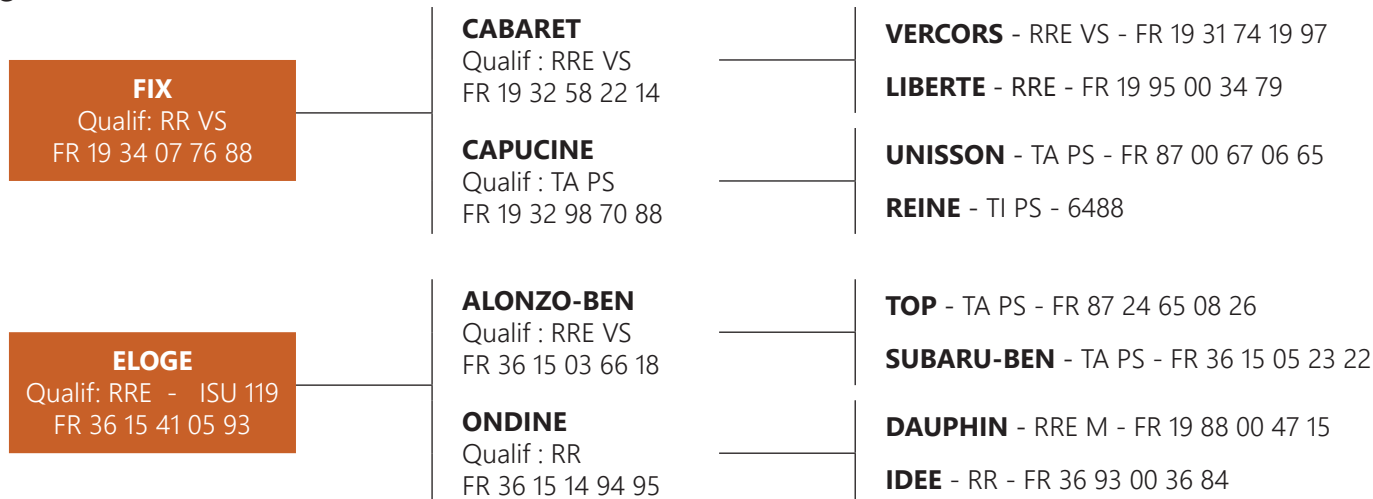 FIX
Qualif: RR VS
FR 19 34 07 76 88
CABARET
Qualif : RRE VS
FR 19 32 58 22 14
VERCORS - RRE VS - FR 19 31 74 19 97
LIBERTE - RRE - FR 19 95 00 34 79
CAPUCINE
Qualif : TA PS
FR 19 32 98 70 88
UNISSON - TA PS - FR 87 00 67 06 65
REINE - TI PS - 6488
ELOGE
Qualif: RRE - ISU 119
FR 36 15 41 05 93
ALONZO-BEN
Qualif : RRE VS
FR 36 15 03 66 18
TOP - TA PS - FR 87 24 65 08 26
SUBARU-BEN - TA PS - FR 36 15 05 23 22
ONDINE
Qualif : RR
FR 36 15 14 94 95
DAUPHIN - RRE M - FR 19 88 00 47 15
IDEE - RR - FR 36 93 00 36 84